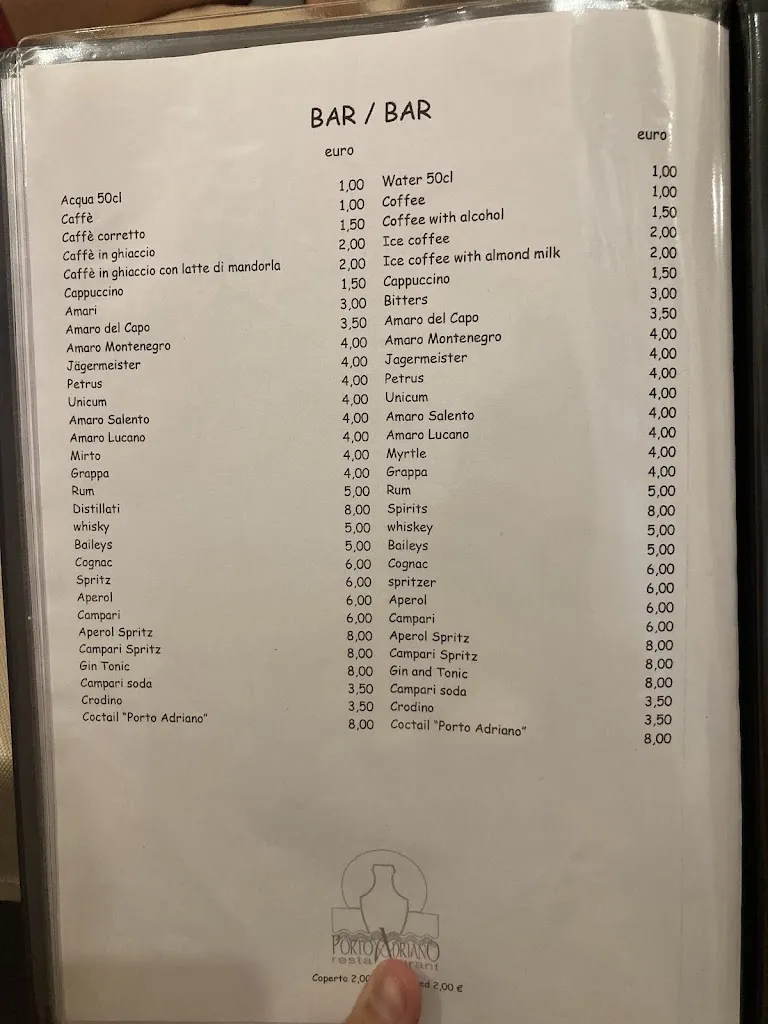 BAR / BAR
euro euro
Acqua 50cl 1,00 Water 50cl 1,00
Caffè 1,00 Coffee 1,00
Caffè corretto 1,50 Coffee with alcohol 1,50
Caffè in ghiaccio 2,00 Ice coffee 2,00
Caffè in ghiaccio con latte di mandorla 2,00 Ice coffee with almond milk 2,00
Cappuccino 1,50 Cappuccino 1,50
Amari 3,00 Bitters 3,00
Amaro del Capo 3,50 Amaro del Capo 3,50
Amaro Montenegro 4,00 Amaro Montenegro 4,00
Jägermeister 4,00 Jagermeister 4,00
Petrus 4,00 Petrus 4,00
Unicum 4,00 Unicum 4,00
Amaro Salento 4,00 Amaro Salento 4,00
Amaro Lucano 4,00 Amaro Lucano 4,00
Mirto 4,00 Myrtle 4,00
Grappa 4,00 Grappa 4,00
Rum 5,00 Rum 5,00
Distillati 8,00 Spirits 8,00
whisky 5,00 whiskey 5,00
Baileys 5,00 Baileys 5,00
Cognac 6,00 Cognac 6,00
Spritz 6,00 spritzer 6,00
Aperol 6,00 Aperol 6,00
Campari 6,00 Campari 6,00
Aperol Spritz 8,00 Aperol Spritz 8,00
Campari Spritz 8,00 Campari Spritz 8,00
Gin Tonic 8,00 Gin and Tonic 8,00
Campari soda 3,50 Campari soda 3,50
Crodino 3,50 Crodino 3,50
Coctail "Porto Adriano" 8,00 Coctail "Porto Adriano" 8,00
PORTO ADRIANO
Coperto 2,00 2,00 €